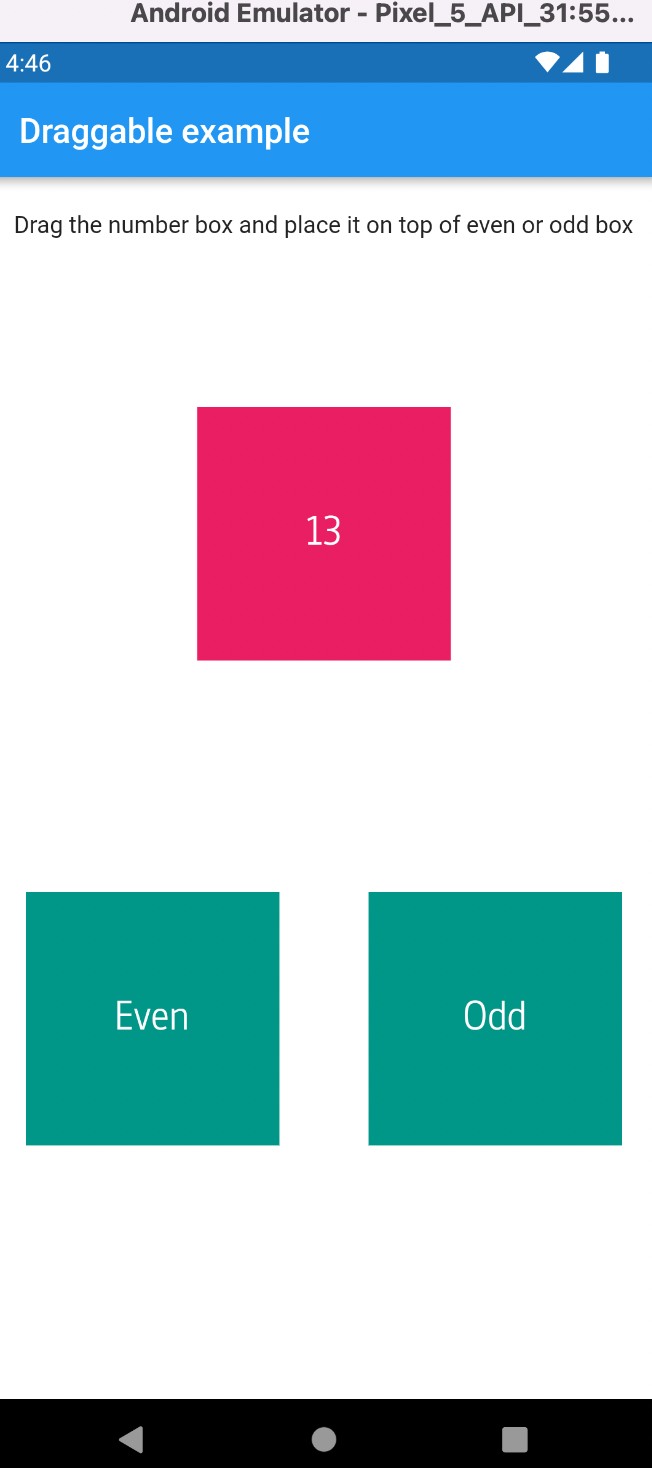 Android Emulator - Pixel_5_API_31:55...
4:46
Draggable example
Drag the number box and place it on top of even or odd box
13
Even
Odd